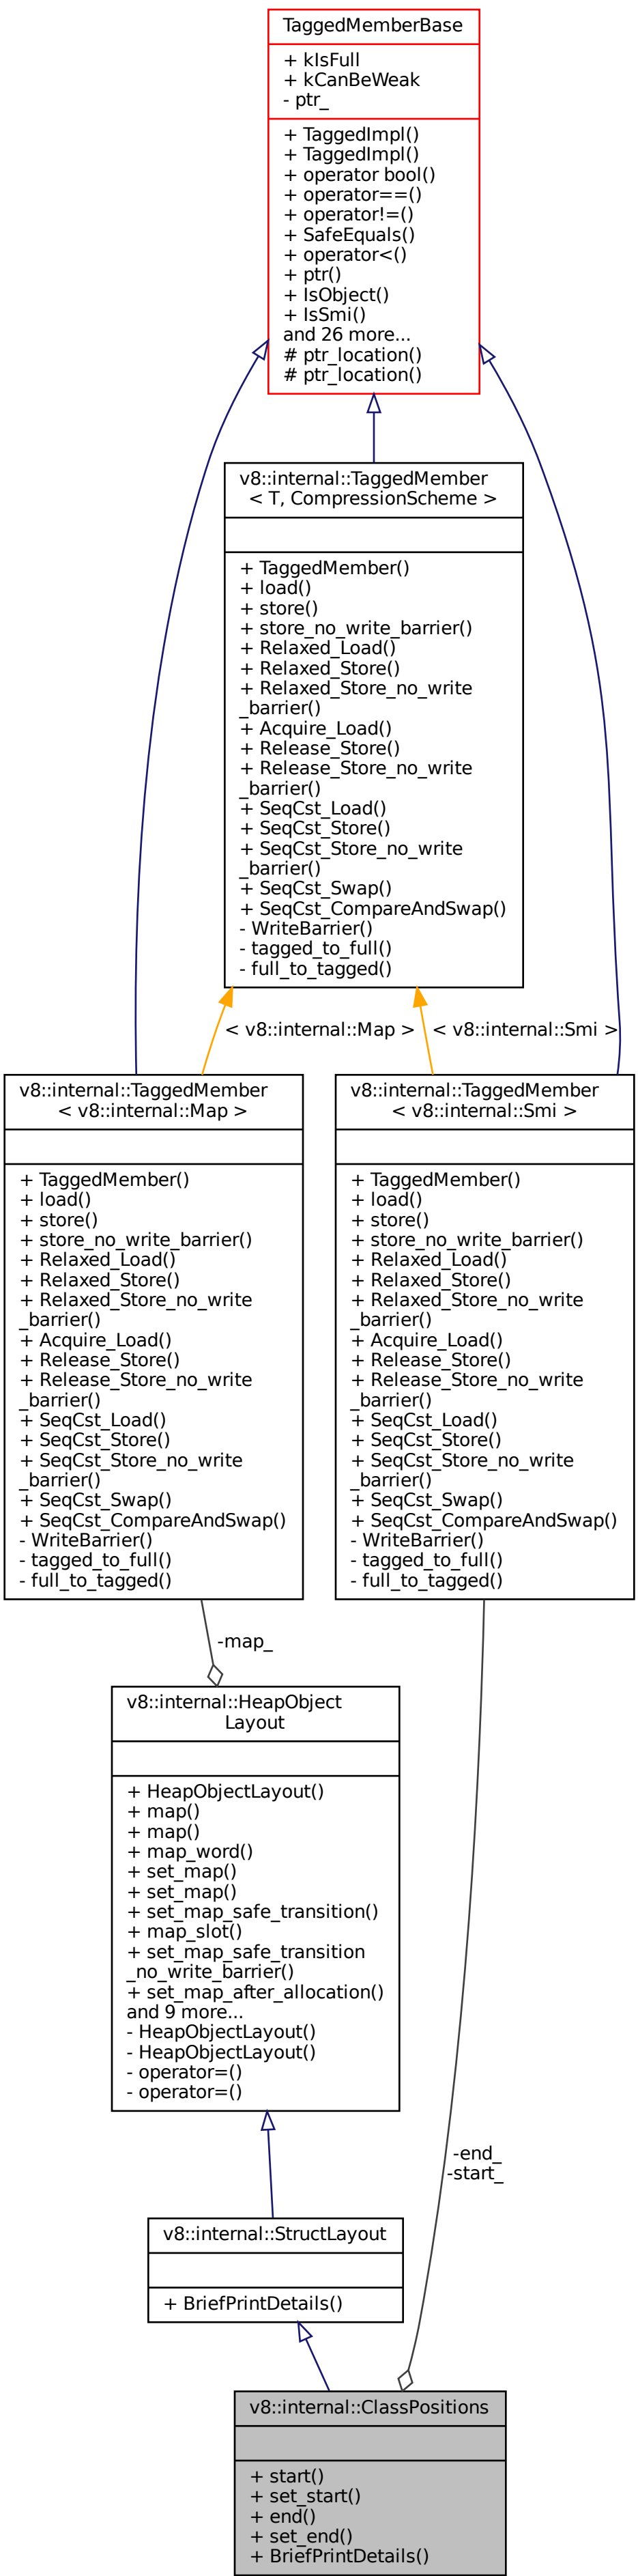 TaggedMemberBase
+ kIsFull
+ kCanBeWeak
- ptr_
+ TaggedImpl()
+ TaggedImpl()
+ operator bool()
+ operator==()
+ operator!=()
+ SafeEquals()
+ operator<()
+ ptr()
+ IsObject()
+ IsSmi()
and 26 more...
# ptr_location()
# ptr_location()
v8::internal::TaggedMember
< T, CompressionScheme >
+ TaggedMember()
+ load()
+ store()
+ store_no_write_barrier()
+ Relaxed_Load()
+ Relaxed_Store()
+ Relaxed_Store_no_write
_barrier()
+ Acquire_Load()
+ Release_Store()
+ Release_Store_no_write
_barrier()
+ SeqCst_Load()
+ SeqCst_Store()
+ SeqCst_Store_no_write
_barrier()
+ SeqCst_Swap()
+ SeqCst_CompareAndSwap()
- WriteBarrier()
- tagged_to_full()
- full_to_tagged()
< v8::internal::Map >
< v8::internal::Smi >
v8::internal::TaggedMember
< v8::internal::Map >
+ TaggedMember()
+ load()
+ store()
+ store_no_write_barrier()
+ Relaxed_Load()
+ Relaxed_Store()
+ Relaxed_Store_no_write
_barrier()
+ Acquire_Load()
+ Release_Store()
+ Release_Store_no_write
_barrier()
+ SeqCst_Load()
+ SeqCst_Store()
+ SeqCst_Store_no_write
_barrier()
+ SeqCst_Swap()
+ SeqCst_CompareAndSwap()
- WriteBarrier()
- tagged_to_full()
- full_to_tagged()
v8::internal::TaggedMember
< v8::internal::Smi >
+ TaggedMember()
+ load()
+ store()
+ store_no_write_barrier()
+ Relaxed_Load()
+ Relaxed_Store()
+ Relaxed_Store_no_write
_barrier()
+ Acquire_Load()
+ Release_Store()
+ Release_Store_no_write
_barrier()
+ SeqCst_Load()
+ SeqCst_Store()
+ SeqCst_Store_no_write
_barrier()
+ SeqCst_Swap()
+ SeqCst_CompareAndSwap()
- WriteBarrier()
- tagged_to_full()
- full_to_tagged()
-map_
v8::internal::HeapObject
Layout
+ HeapObjectLayout()
+ map()
+ map()
+ map_word()
+ set_map()
+ set_map()
+ set_map_safe_transition()
+ map_slot()
+ set_map_safe_transition
_no_write_barrier()
+ set_map_after_allocation()
and 9 more...
- HeapObjectLayout()
- HeapObjectLayout()
- operator=()
- operator=()
-end_
-start_
v8::internal::StructLayout
+ BriefPrintDetails()
v8::internal::ClassPositions
+ start()
+ set_start()
+ end()
+ set_end()
+ BriefPrintDetails()